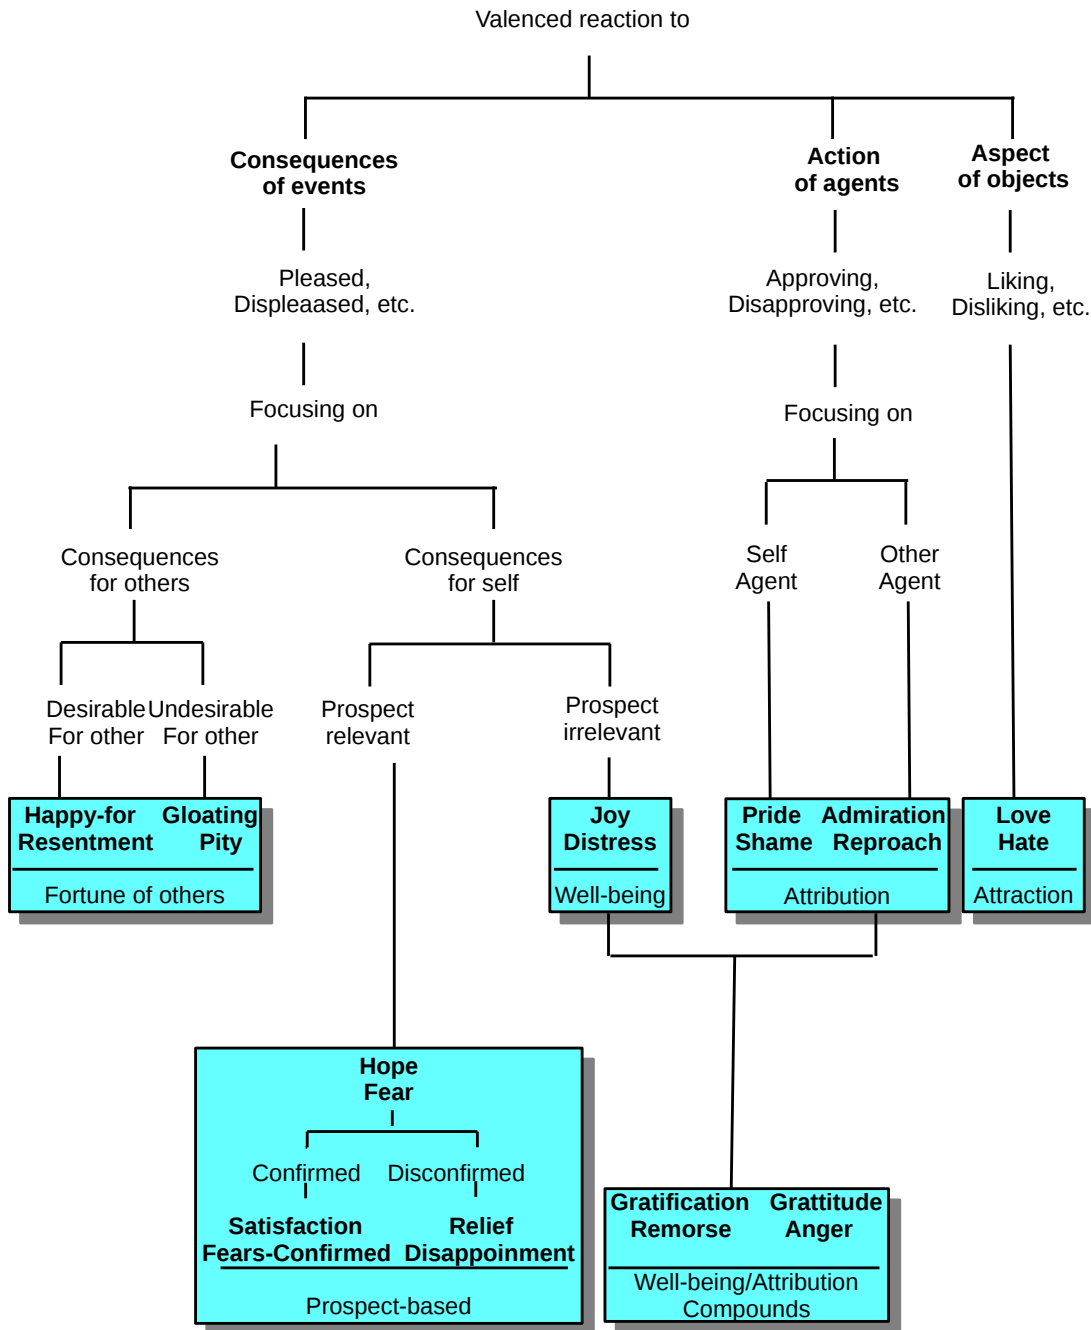 Valenced reaction to
Consequences
of events
Action
of agents
Aspect
of objects
Pleased,
Displeaased, etc.
Approving,
Disapproving, etc.
Liking,
Disliking, etc.
Focusing on
Focusing on
Consequences
for others
Consequences
for self
Self
Agent
Other
Agent
Desirable
For other
Undesirable
For other
Prospect
relevant
Prospect
irrelevant
Happy-for
Resentment
Gloating
Pity
Fortune of others
Joy
Distress
Well-being
Pride
Shame
Admiration
Reproach
Attribution
Love
Hate
Attraction
Hope
Fear
Confirmed
Disconfirmed
Satisfaction
Fears-Confirmed
Relief
Disappoinment
Prospect-based
Gratification
Remorse
Grattitude
Anger
Well-being/Attribution
Compounds